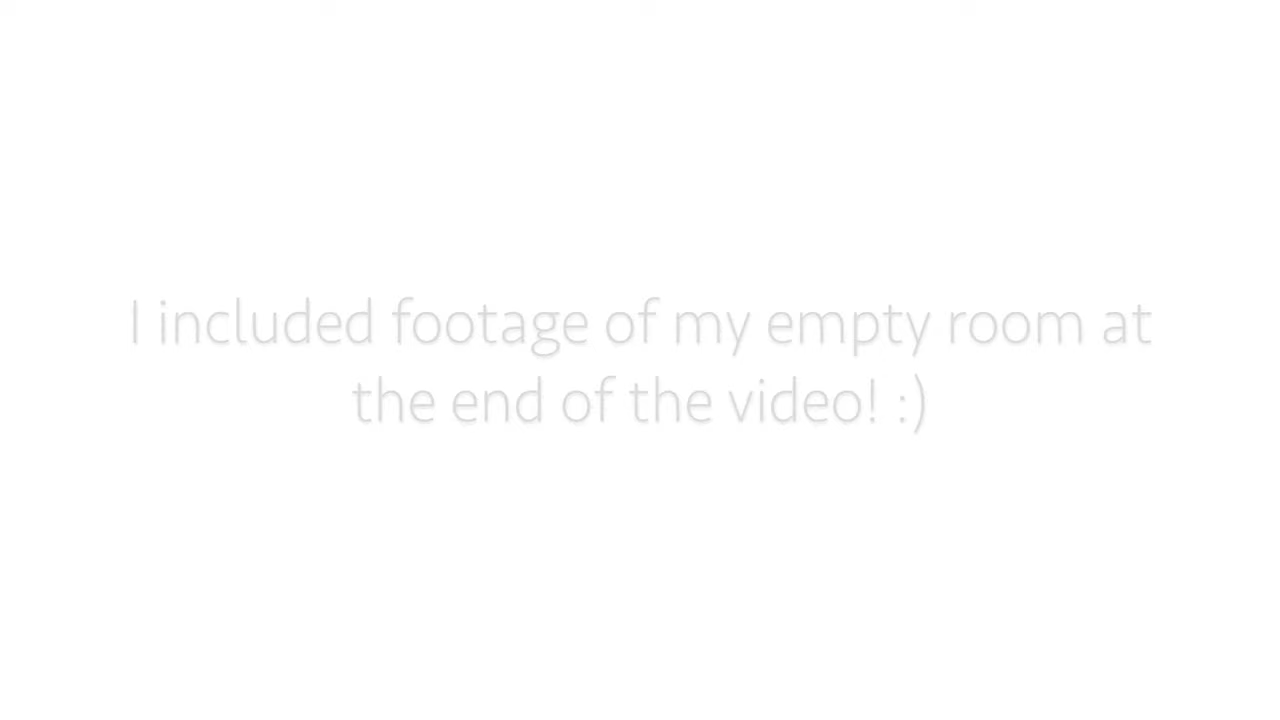 I included footage of my empty room at
the end of the video! :)